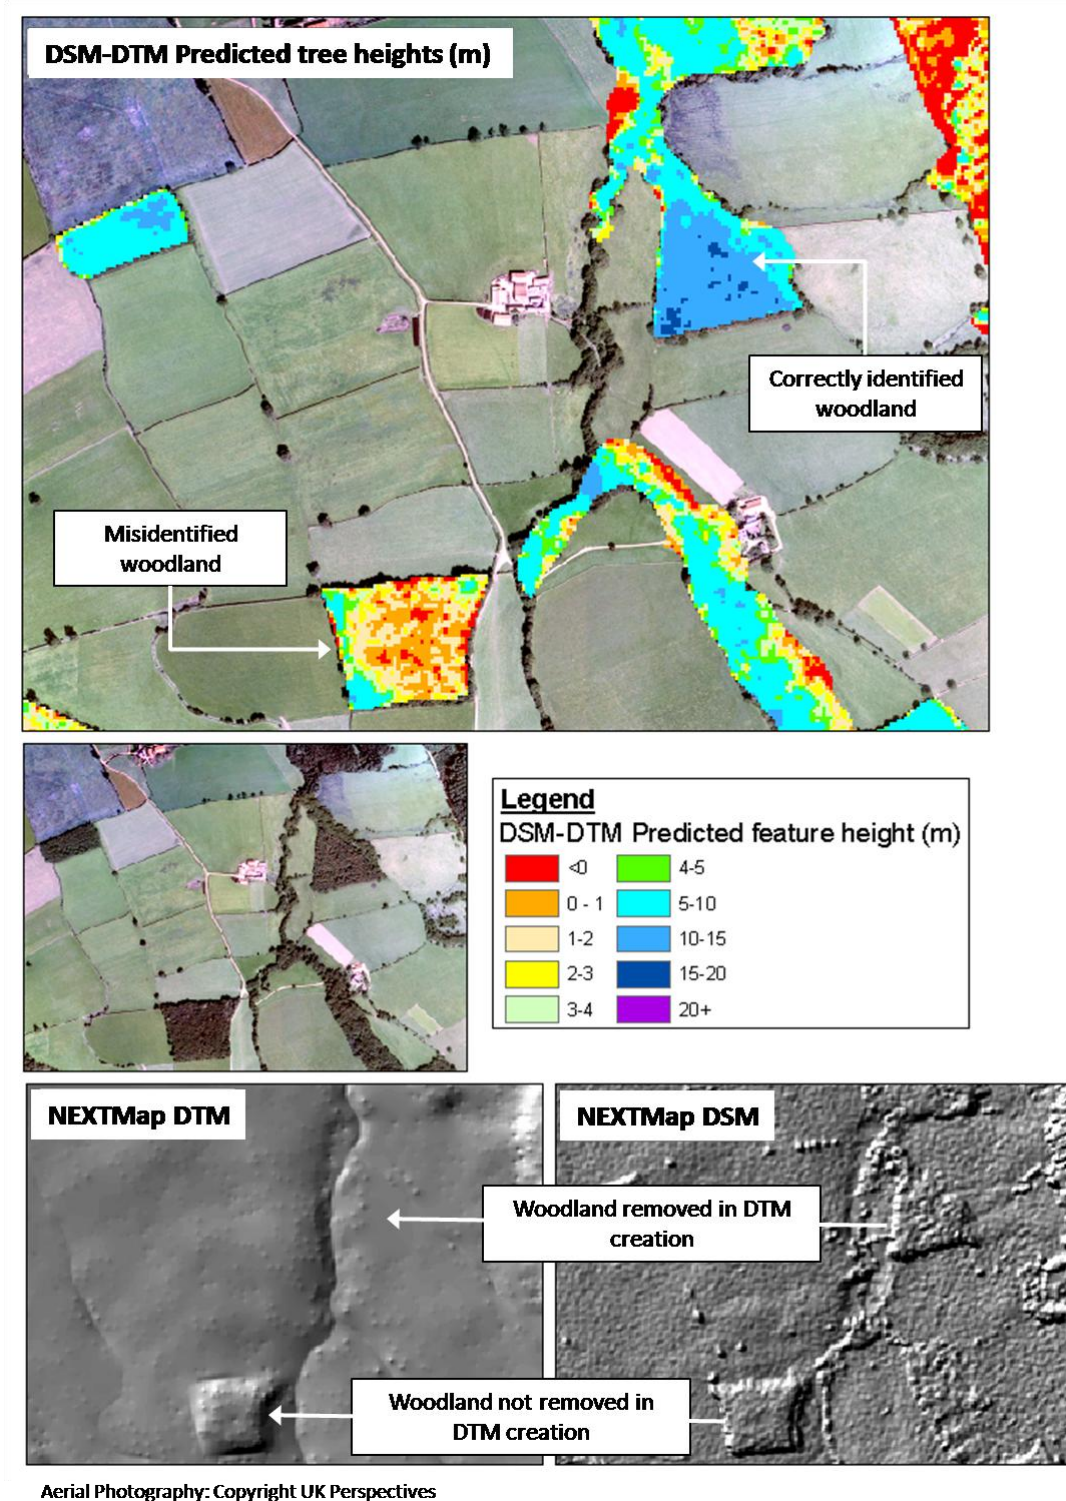 DSM-DTM Predicted tree heights (m)
Correctly identified
woodland
Misidentified
woodland
Legend
DSM-DTM Predicted feature height (m)
<0
4-5
0 - 1
5-10
1-2
10-15
2-3
15-20
3-4
20+
NEXTMap DTM
NEXTMap DSM
Woodland removed in DTM
creation
Woodland not removed in
DTM creation
Aerial Photography: Copyright UK Perspectives